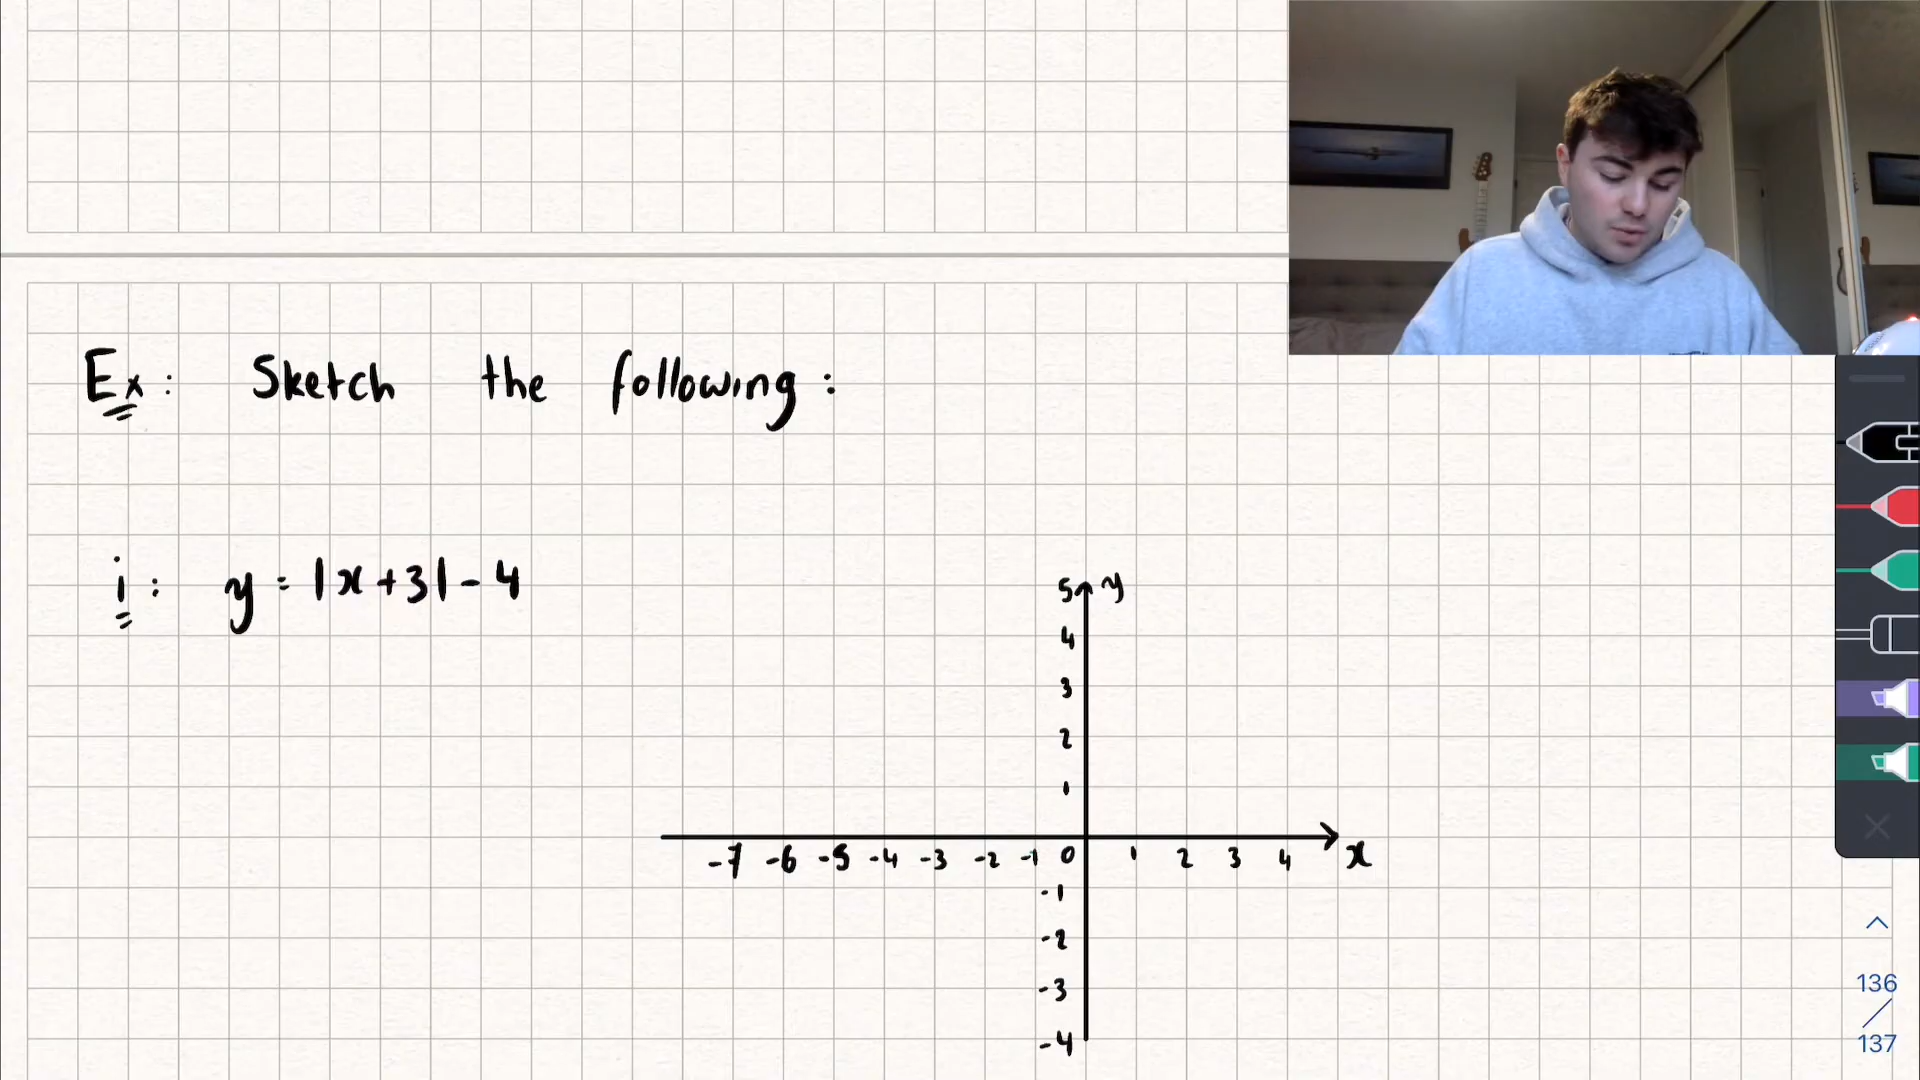 Ex: Sketch the following:
i: y = |x+3| - 4
5 y
4
3
2
1
-7 -6 -5 -4 -3 -2 -1 0 1 2 3 4 x
-1
-2
-3
-4
136
137